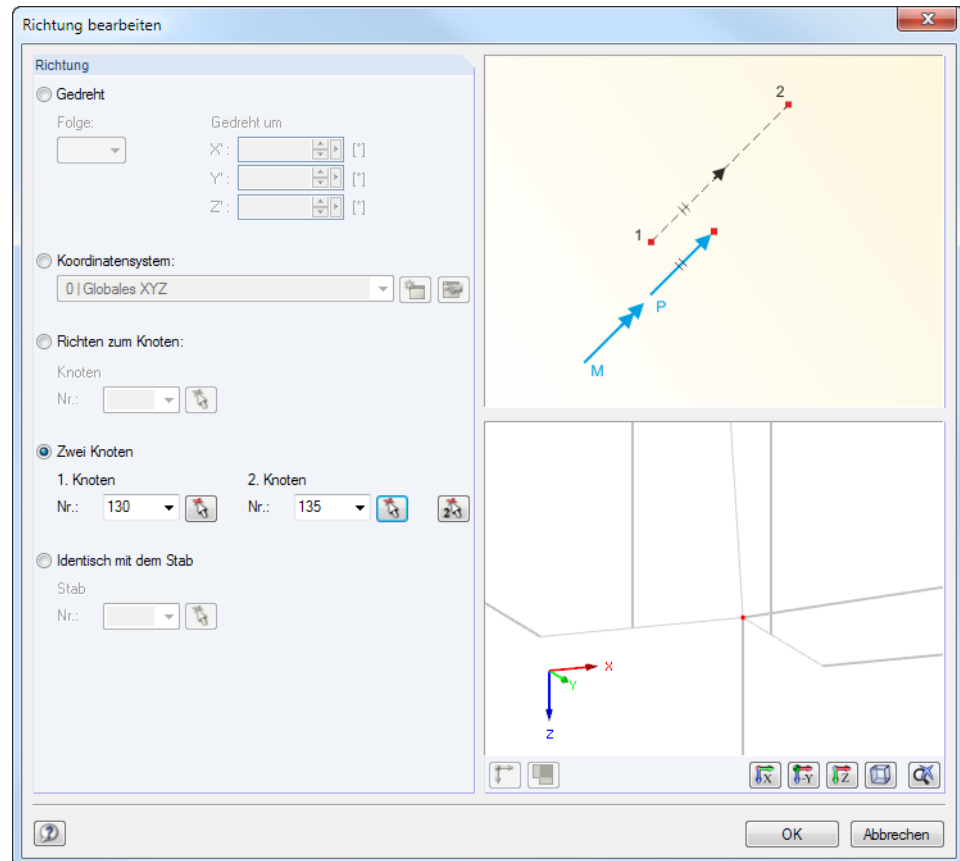 Richtung bearbeiten
Richtung
Gedreht
Folge:
Gedreht um
X':
[°]
Y':
[°]
Z':
[°]
Koordinatensystem:
0 | Globales XYZ
Richten zum Knoten:
Knoten
Nr.:
Zwei Knoten
1. Knoten
2. Knoten
Nr.: 130
Nr.: 135
2
Identisch mit dem Stab
Stab
Nr.:
2
1
P
M
X
Y
Z
X
-Y
Z
?
OK
Abbrechen